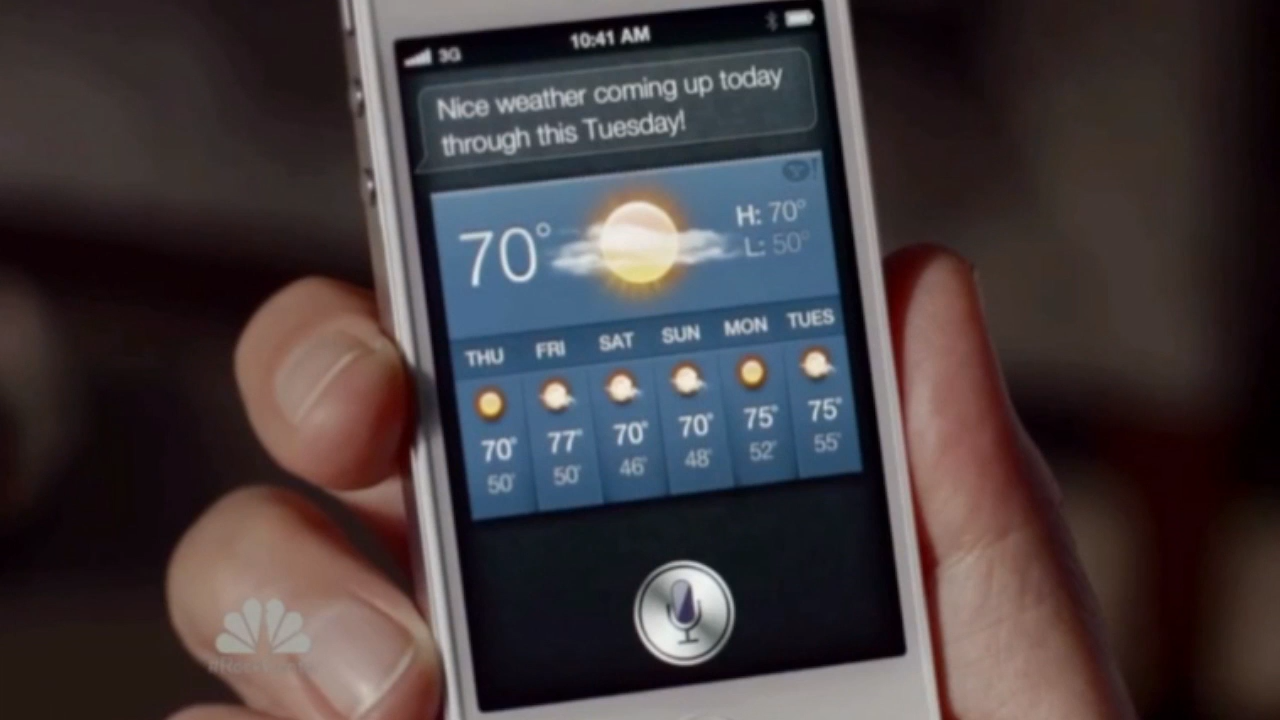 3G 10:41 AM
Nice weather coming up today
through this Tuesday!
Y!
70° H: 70°
L: 50°
THU FRI SAT SUN MON TUES
70° 77° 70° 70° 75° 75°
50° 50° 46° 48° 52° 55°